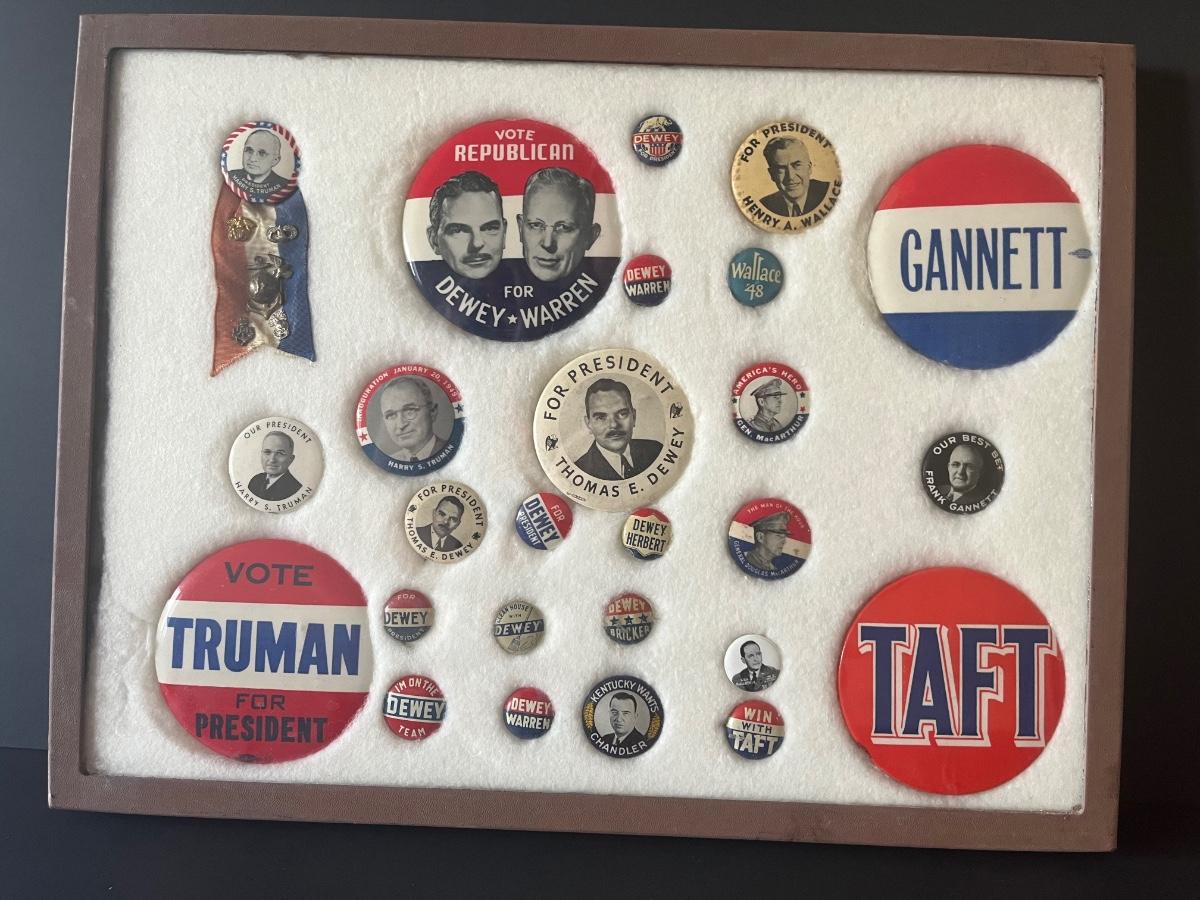 PRESIDENT
HARRY S. TRUMAN
VOTE
REPUBLICAN
FOR
DEWEY ★ WARREN
DEWEY
FOR PRESIDENT
FOR PRESIDENT
HENRY A. WALLACE
GANNETT
DEWEY
WARREN
Wallace
'48
INAUGURATION JANUARY 20, 1949
HARRY S. TRUMAN
FOR PRESIDENT
THOMAS E. DEWEY
AMERICA'S HERO
GEN. MacARTHUR
OUR PRESIDENT
HARRY S. TRUMAN
OUR BEST BET
FRANK GANNETT
FOR PRESIDENT
THOMAS E. DEWEY
FOR
DEWEY
PRESIDENT
DEWEY
HERBERT
THE MAN OF THE HOUR
GENERAL DOUGLAS MacARTHUR
VOTE
TRUMAN
FOR
PRESIDENT
FOR
DEWEY
PRESIDENT
CLEAN HOUSE
WITH
DEWEY
DEWEY
BRICKER
TAFT
I'M ON THE
DEWEY
TEAM
DEWEY
WARREN
KENTUCKY WANTS
CHANDLER
WIN
WITH
TAFT